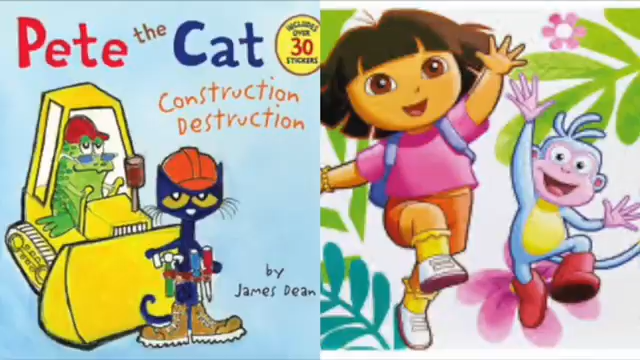 Pete the Cat
INCLUDES
OVER
30
STICKERS
Construction
Destruction
by
James Dean